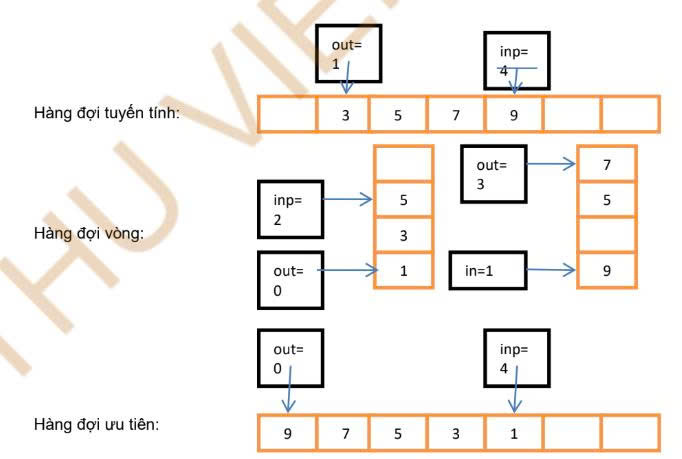 out=
1
inp=
4
Hàng đợi tuyến tính:
3 5 7 9
out=
3
7
inp=
2
5
5
Hàng đợi vòng:
3
out=
0
1
in=1
9
out=
0
inp=
4
Hàng đợi ưu tiên:
9 7 5 3 1
THU VIÊ